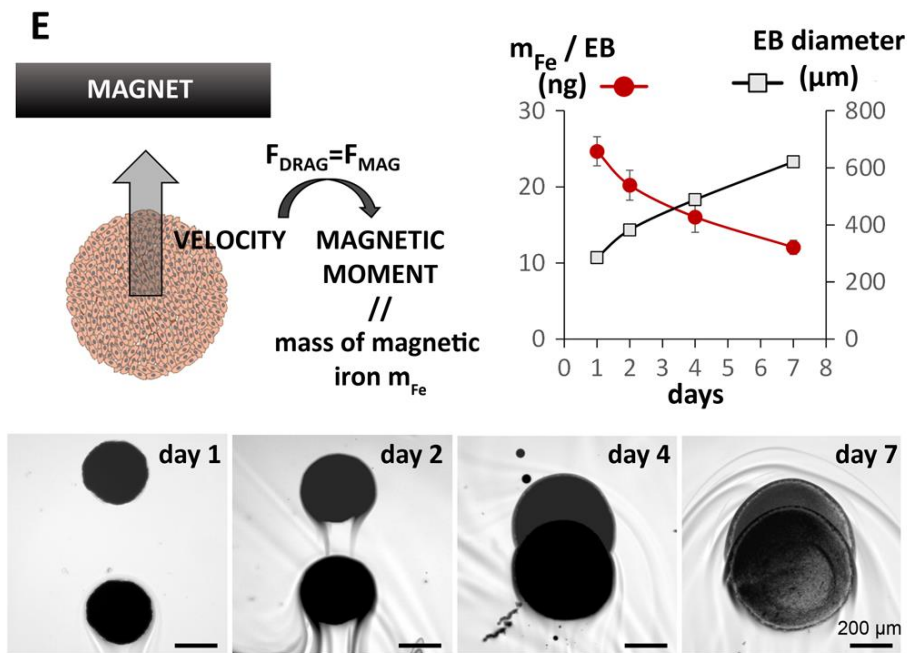 E
MAGNET
F_DRAG=F_MAG
VELOCITY
MAGNETIC
MOMENT
//
mass of magnetic
iron m_Fe
m_Fe / EB
(ng)
EB diameter
(µm)
30
20
10
0
800
600
400
200
0
0 1 2 3 4 5 6 7 8
days
day 1
day 2
day 4
day 7
200 µm